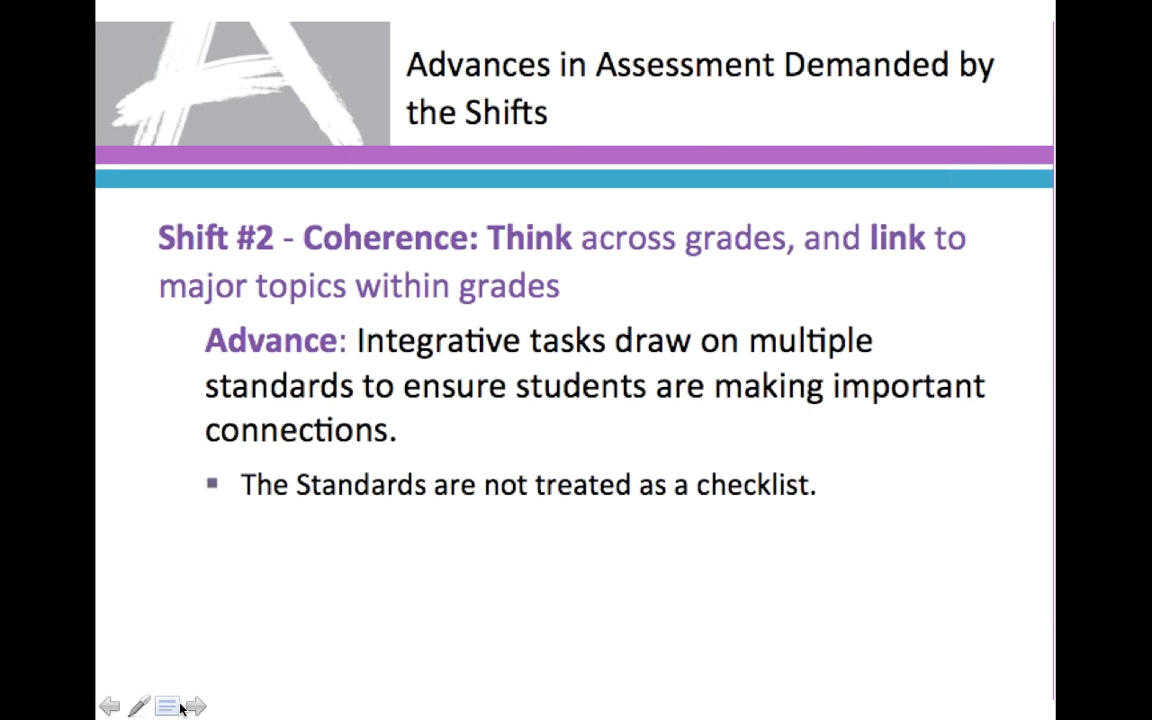 Advances in Assessment Demanded by
the Shifts
Shift #2 - Coherence: Think across grades, and link to
major topics within grades
Advance: Integrative tasks draw on multiple
standards to ensure students are making important
connections.
▪ The Standards are not treated as a checklist.